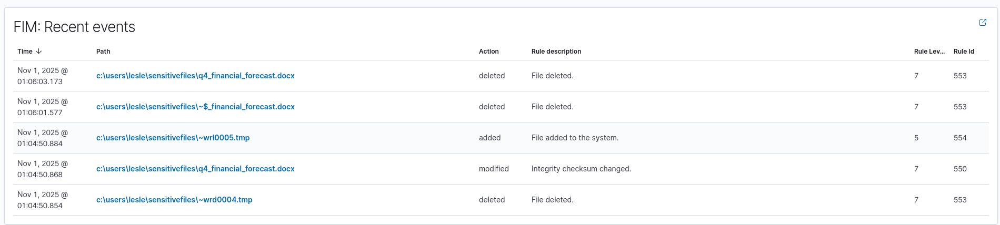 FIM: Recent events
Time Path Action Rule description Rule Lev... Rule Id
Nov 1, 2025 @
01:06:03.173 c:\users\lesle\sensitivefiles\q4_financial_forecast.docx deleted File deleted. 7 553
Nov 1, 2025 @
01:06:01.577 c:\users\lesle\sensitivefiles\~$_financial_forecast.docx deleted File deleted. 7 553
Nov 1, 2025 @
01:04:50.884 c:\users\lesle\sensitivefiles\~wrl0005.tmp added File added to the system. 5 554
Nov 1, 2025 @
01:04:50.868 c:\users\lesle\sensitivefiles\q4_financial_forecast.docx modified Integrity checksum changed. 7 550
Nov 1, 2025 @
01:04:50.854 c:\users\lesle\sensitivefiles\~wrd0004.tmp deleted File deleted. 7 553